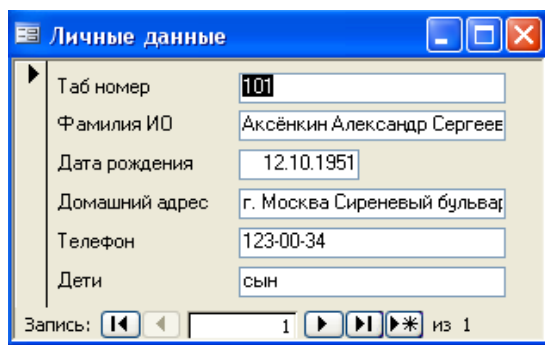 Личные данные
Таб номер 101
Фамилия ИО Аксёнкин Александр Сергеев
Дата рождения 12.10.1951
Домашний адрес г. Москва Сиреневый бульвар
Телефон 123-00-34
Дети сын
Запись: 1 из 1